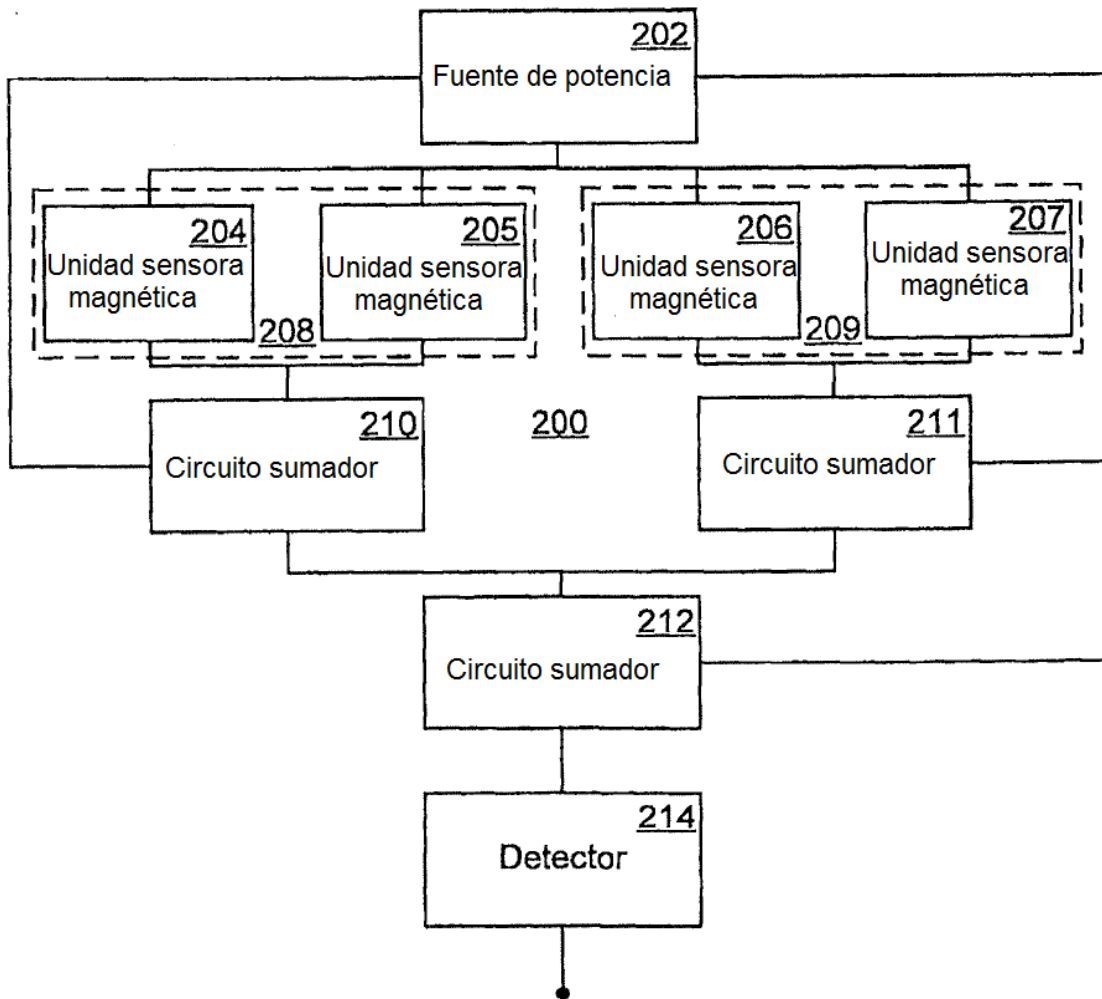 202
Fuente de potencia
204
Unidad sensora
magnética
205
Unidad sensora
magnética
206
Unidad sensora
magnética
207
Unidad sensora
magnética
208
209
210
Circuito sumador
200
211
Circuito sumador
212
Circuito sumador
214
Detector